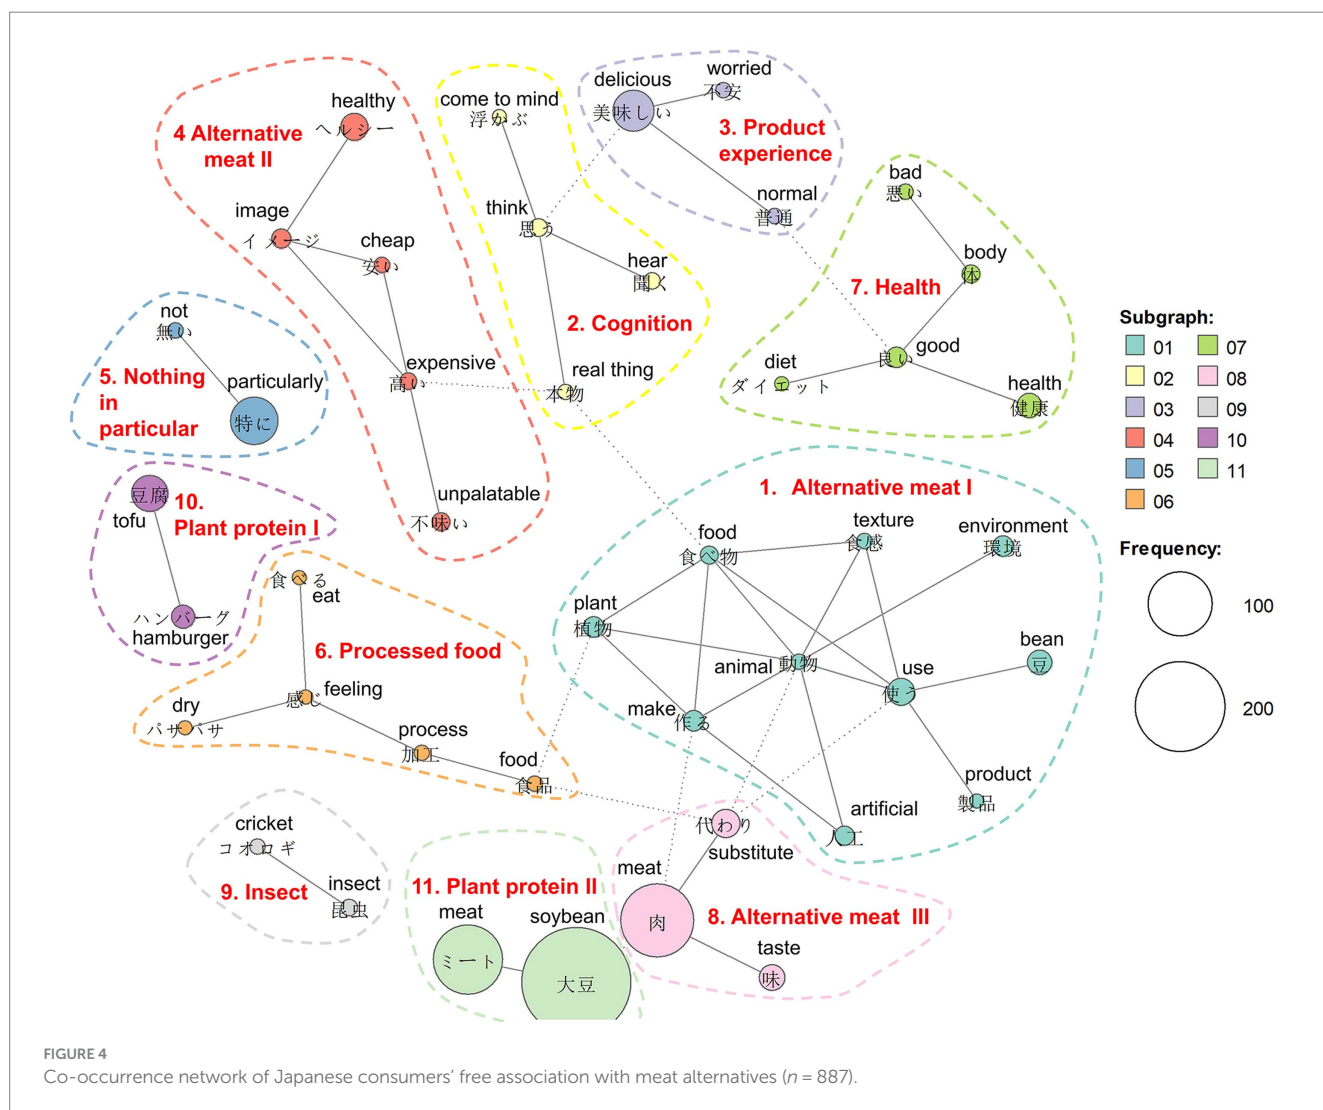 healthy
ヘルシー
4 Alternative
meat II
image
イメージ
cheap
安い
expensive
高い
unpalatable
不味い
come to mind
浮かぶ
think
思う
hear
聞く
2. Cognition
real thing
本物
delicious
美味しい
worried
不安
3. Product
experience
normal
普通
bad
悪い
body
体
7. Health
good
良い
diet
ダイエット
health
健康
not
無い
5. Nothing
in
particular
particularly
特に
豆腐
tofu
10.
Plant protein I
ハンバーグ
hamburger
食べる
eat
6. Processed food
feeling
感じ
dry
パサパサ
process
加工
food
食品
1. Alternative meat I
food
食べ物
texture
食感
environment
環境
plant
植物
animal 動物
bean
豆
use
使う
make
作る
product
製品
artificial
人工
代わり
substitute
meat
肉
8. Alternative meat III
taste
味
cricket
コオロギ
9. Insect
insect
昆虫
11. Plant protein II
meat
ミート
soybean
大豆
Subgraph:
01 07
02 08
03 09
04 10
05 11
06
Frequency:
100
200
FIGURE 4
Co-occurrence network of Japanese consumers’ free association with meat alternatives (n = 887).